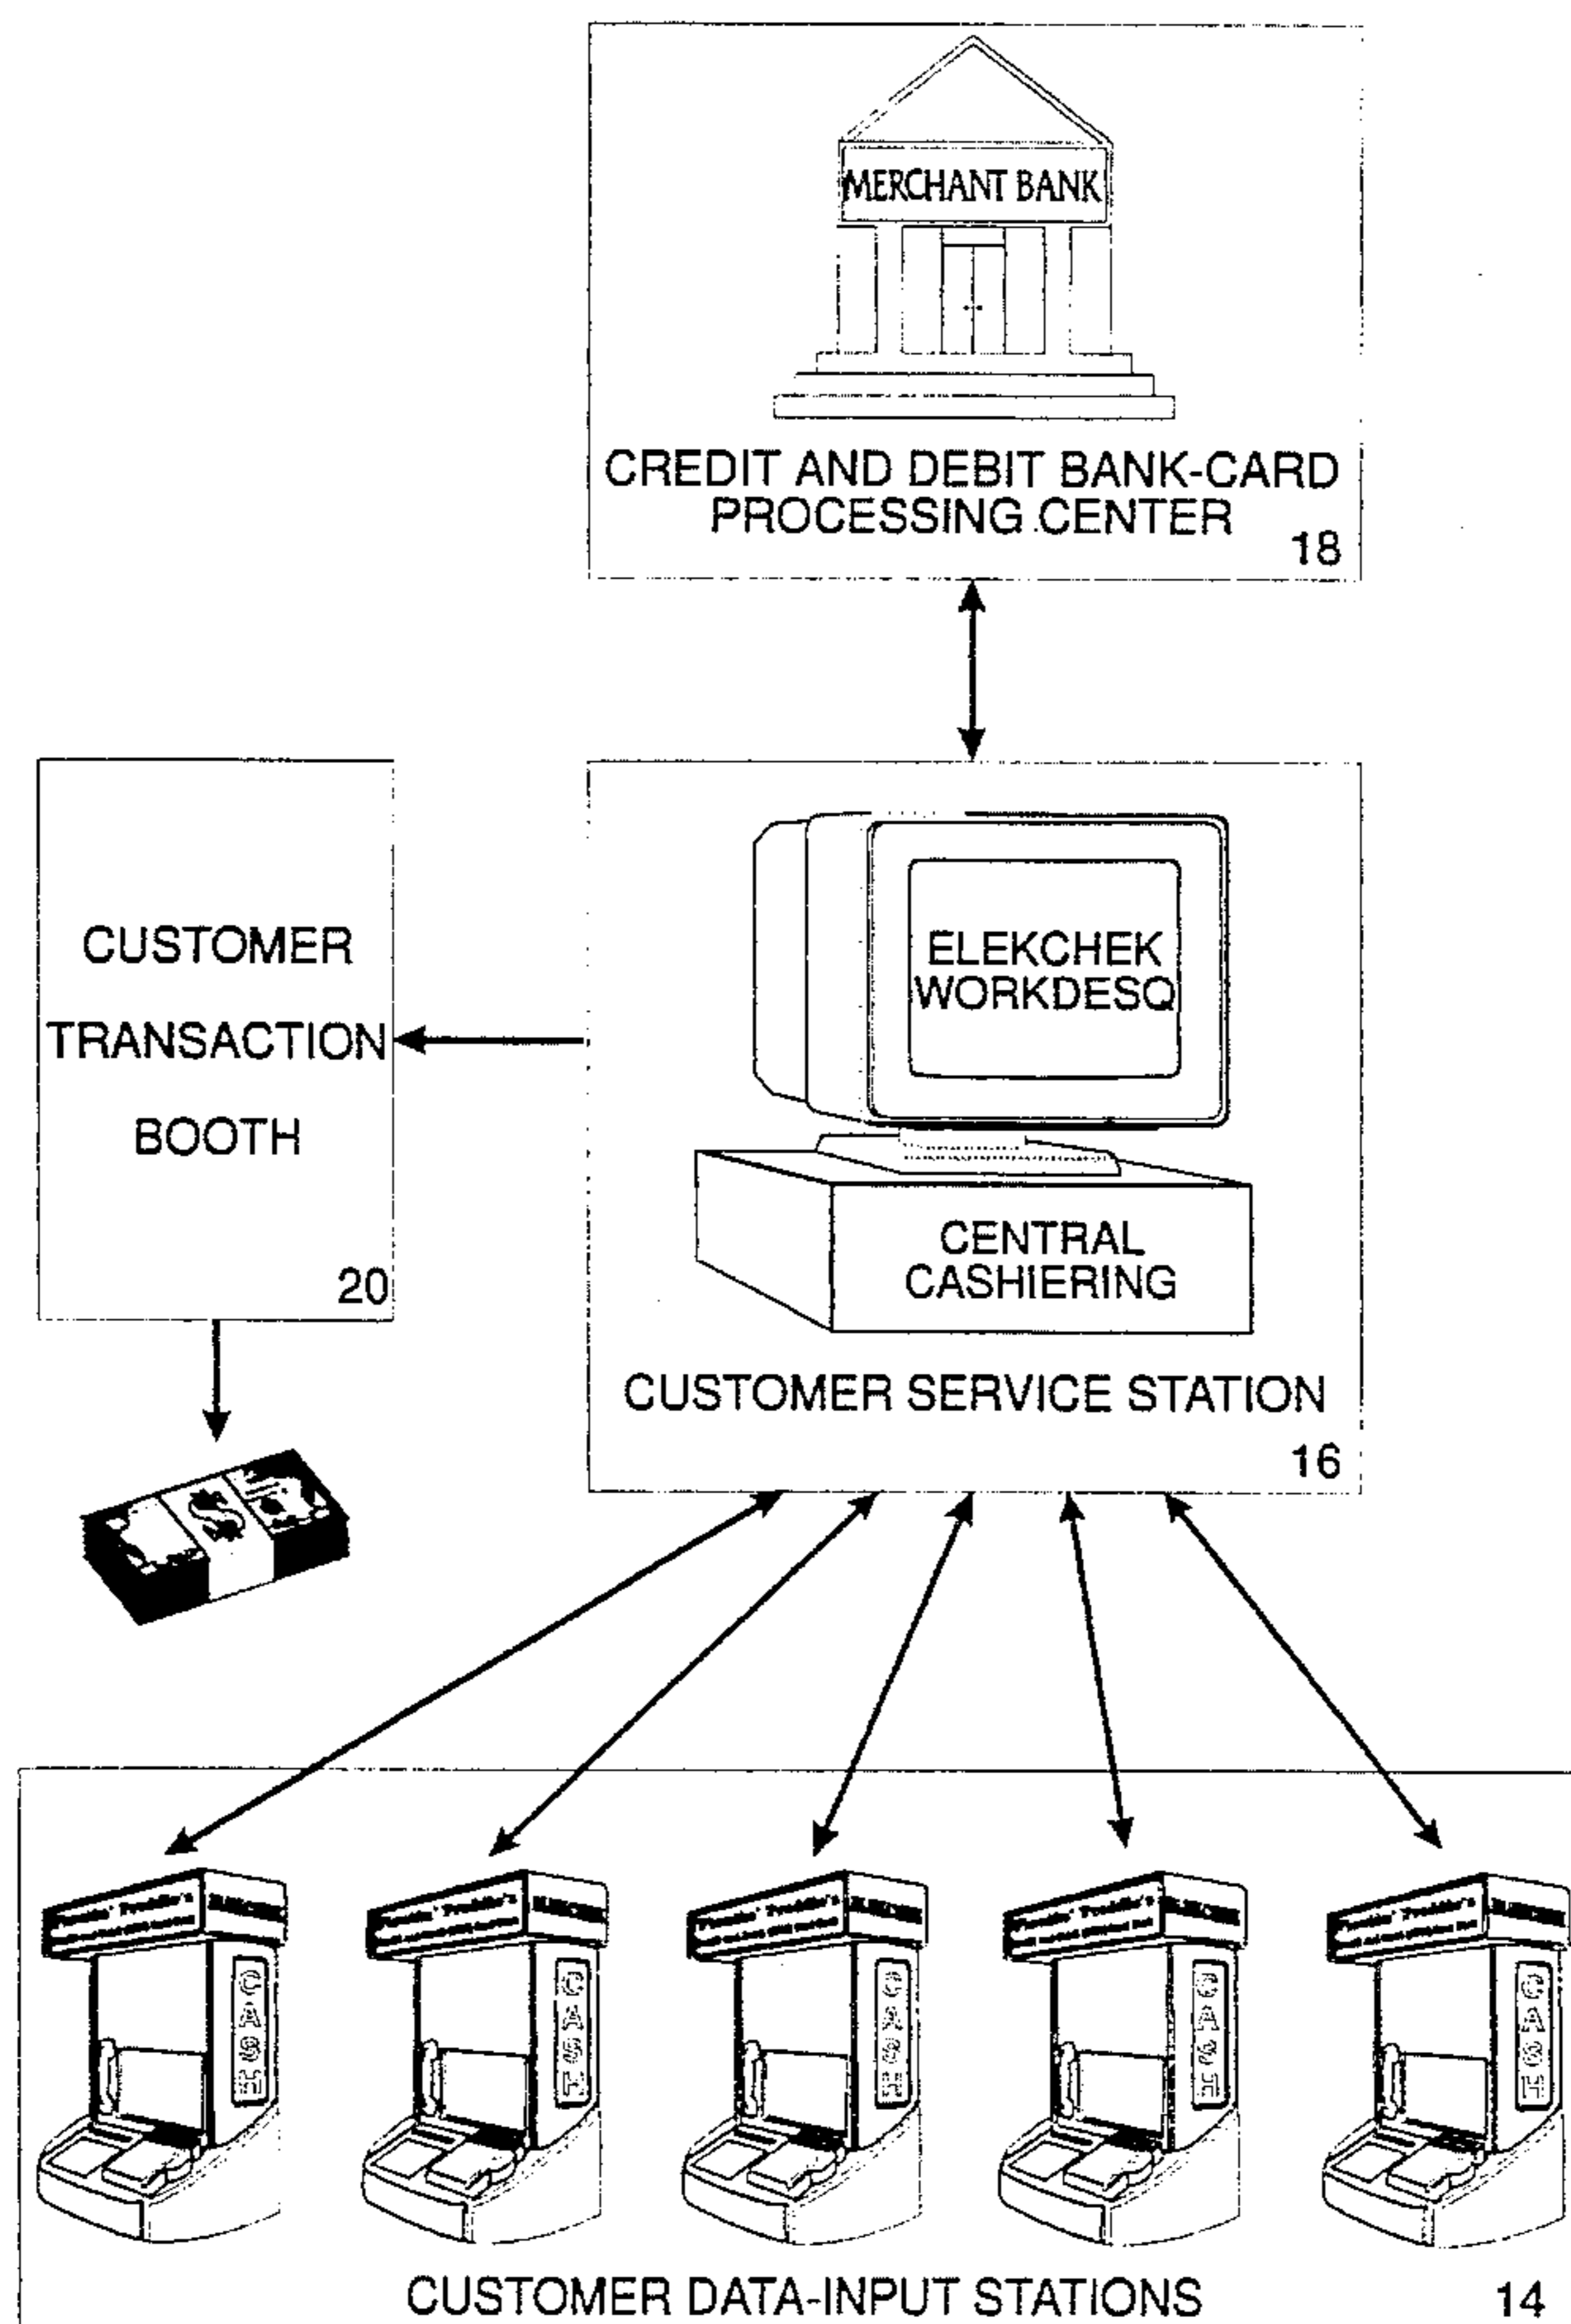 MERCHANT BANK
CREDIT AND DEBIT BANK-CARD
PROCESSING CENTER
18
CUSTOMER
TRANSACTION
BOOTH
20
ELEKCHEK
WORKDESQ
CENTRAL
CASHIERING
CUSTOMER SERVICE STATION
16
$
CASH
CASH
CASH
CASH
CASH
CUSTOMER DATA-INPUT STATIONS
14